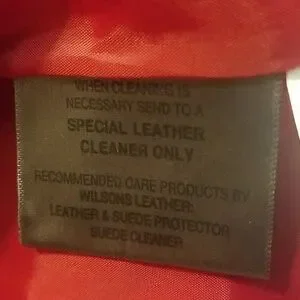 WHEN CLEANING IS
NECESSARY SEND TO A
SPECIAL LEATHER
CLEANER ONLY
RECOMMENDED CARE PRODUCTS BY
WILSONS LEATHER:
LEATHER & SUEDE PROTECTOR
SUEDE CLEANER